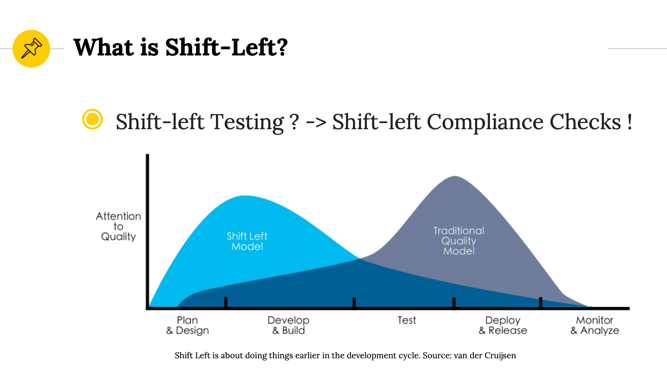 What is Shift-Left?
Shift-left Testing ? -> Shift-left Compliance Checks !
Attention
to
Quality
Shift Left
Model
Traditional
Quality
Model
Plan
& Design
Develop
& Build
Test
Deploy
& Release
Monitor
& Analyze
Shift Left is about doing things earlier in the development cycle. Source: van der Cruijsen